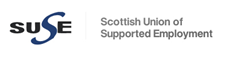 SUSE
Scottish Union of
Supported Employment